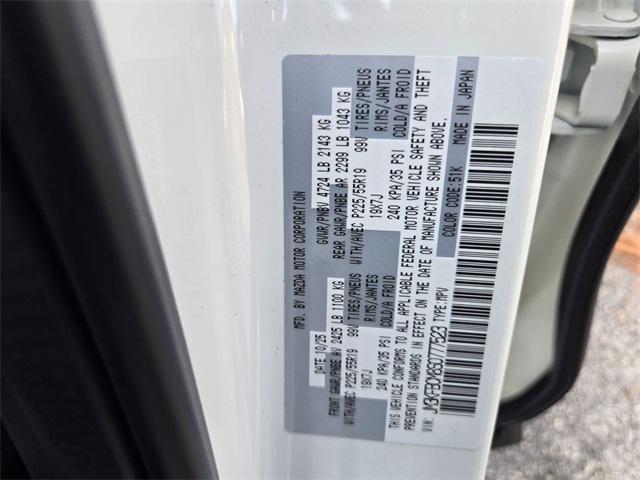 MFD. BY MAZDA MOTOR CORPORATION
DATE 10/25 GVWR/PNBV 4724 LB 2143 KG
FRONT GAWR/PNBE AV 2425 LB 1100 KG REAR GAWR/PNBE AR 2299 LB 1043 KG
WITH/AVEC P225/55R19 99V TIRES/PNEUS WITH/AVEC P225/55R19 99V TIRES/PNEUS
19X7J RIMS/JANTES 19X7J RIMS/JANTES
240 KPA/35 PSI COLD/A FROID 240 KPA/35 PSI COLD/A FROID
THIS VEHICLE CONFORMS TO ALL APPLICABLE FEDERAL MOTOR VEHICLE SAFETY AND THEFT
PREVENTION STANDARDS IN EFFECT ON THE DATE OF MANUFACTURE SHOWN ABOVE.
COLOR CODE:51K MADE IN JAPAN
VIN: TYPE:MPV